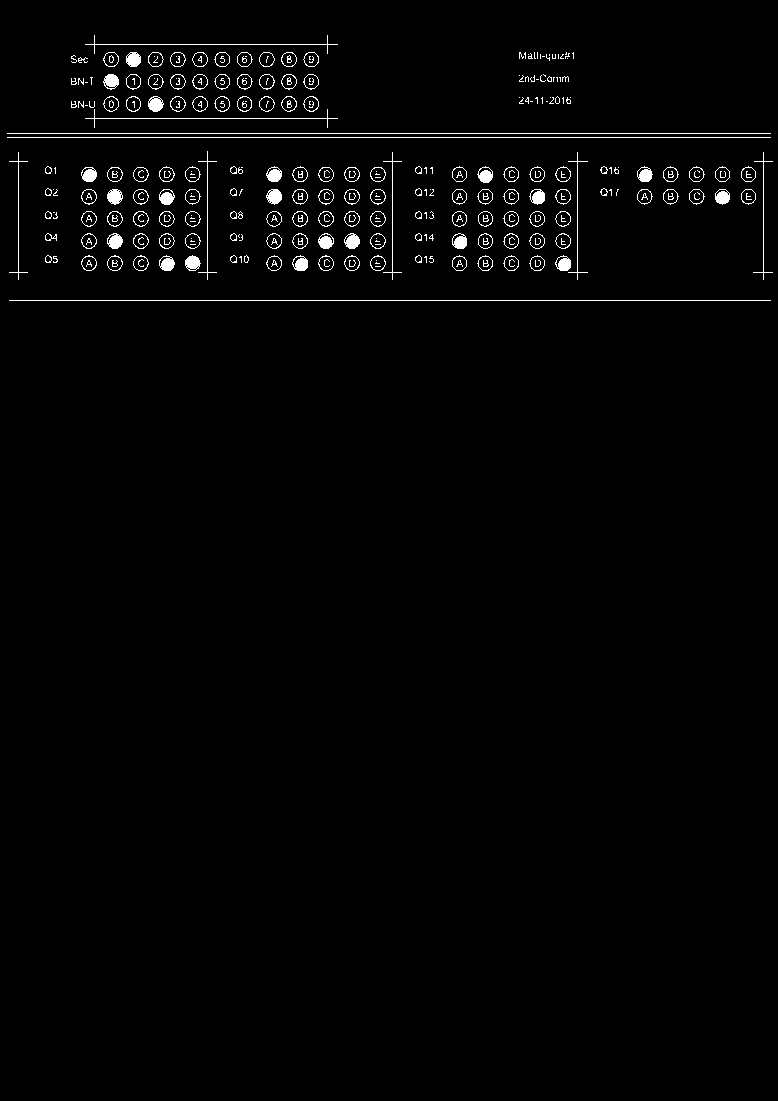 Sec 0 2 3 4 5 6 7 8 9
BN-T 1 2 3 4 5 6 7 8 9
BN-U 0 1 3 4 5 6 7 8 9
Math-quiz#1
2nd-Comm
24-11-2016
Q1 B C D E
Q2 A C E
Q3 A B C D E
Q4 A C D E
Q5 A B C
Q6 B C D E
Q7 B C D E
Q8 A B C D E
Q9 A B E
Q10 A C D E
Q11 A C D E
Q12 A B C E
Q13 A B C D E
Q14 B C D E
Q15 A B C D
Q16 B C D E
Q17 A B C E